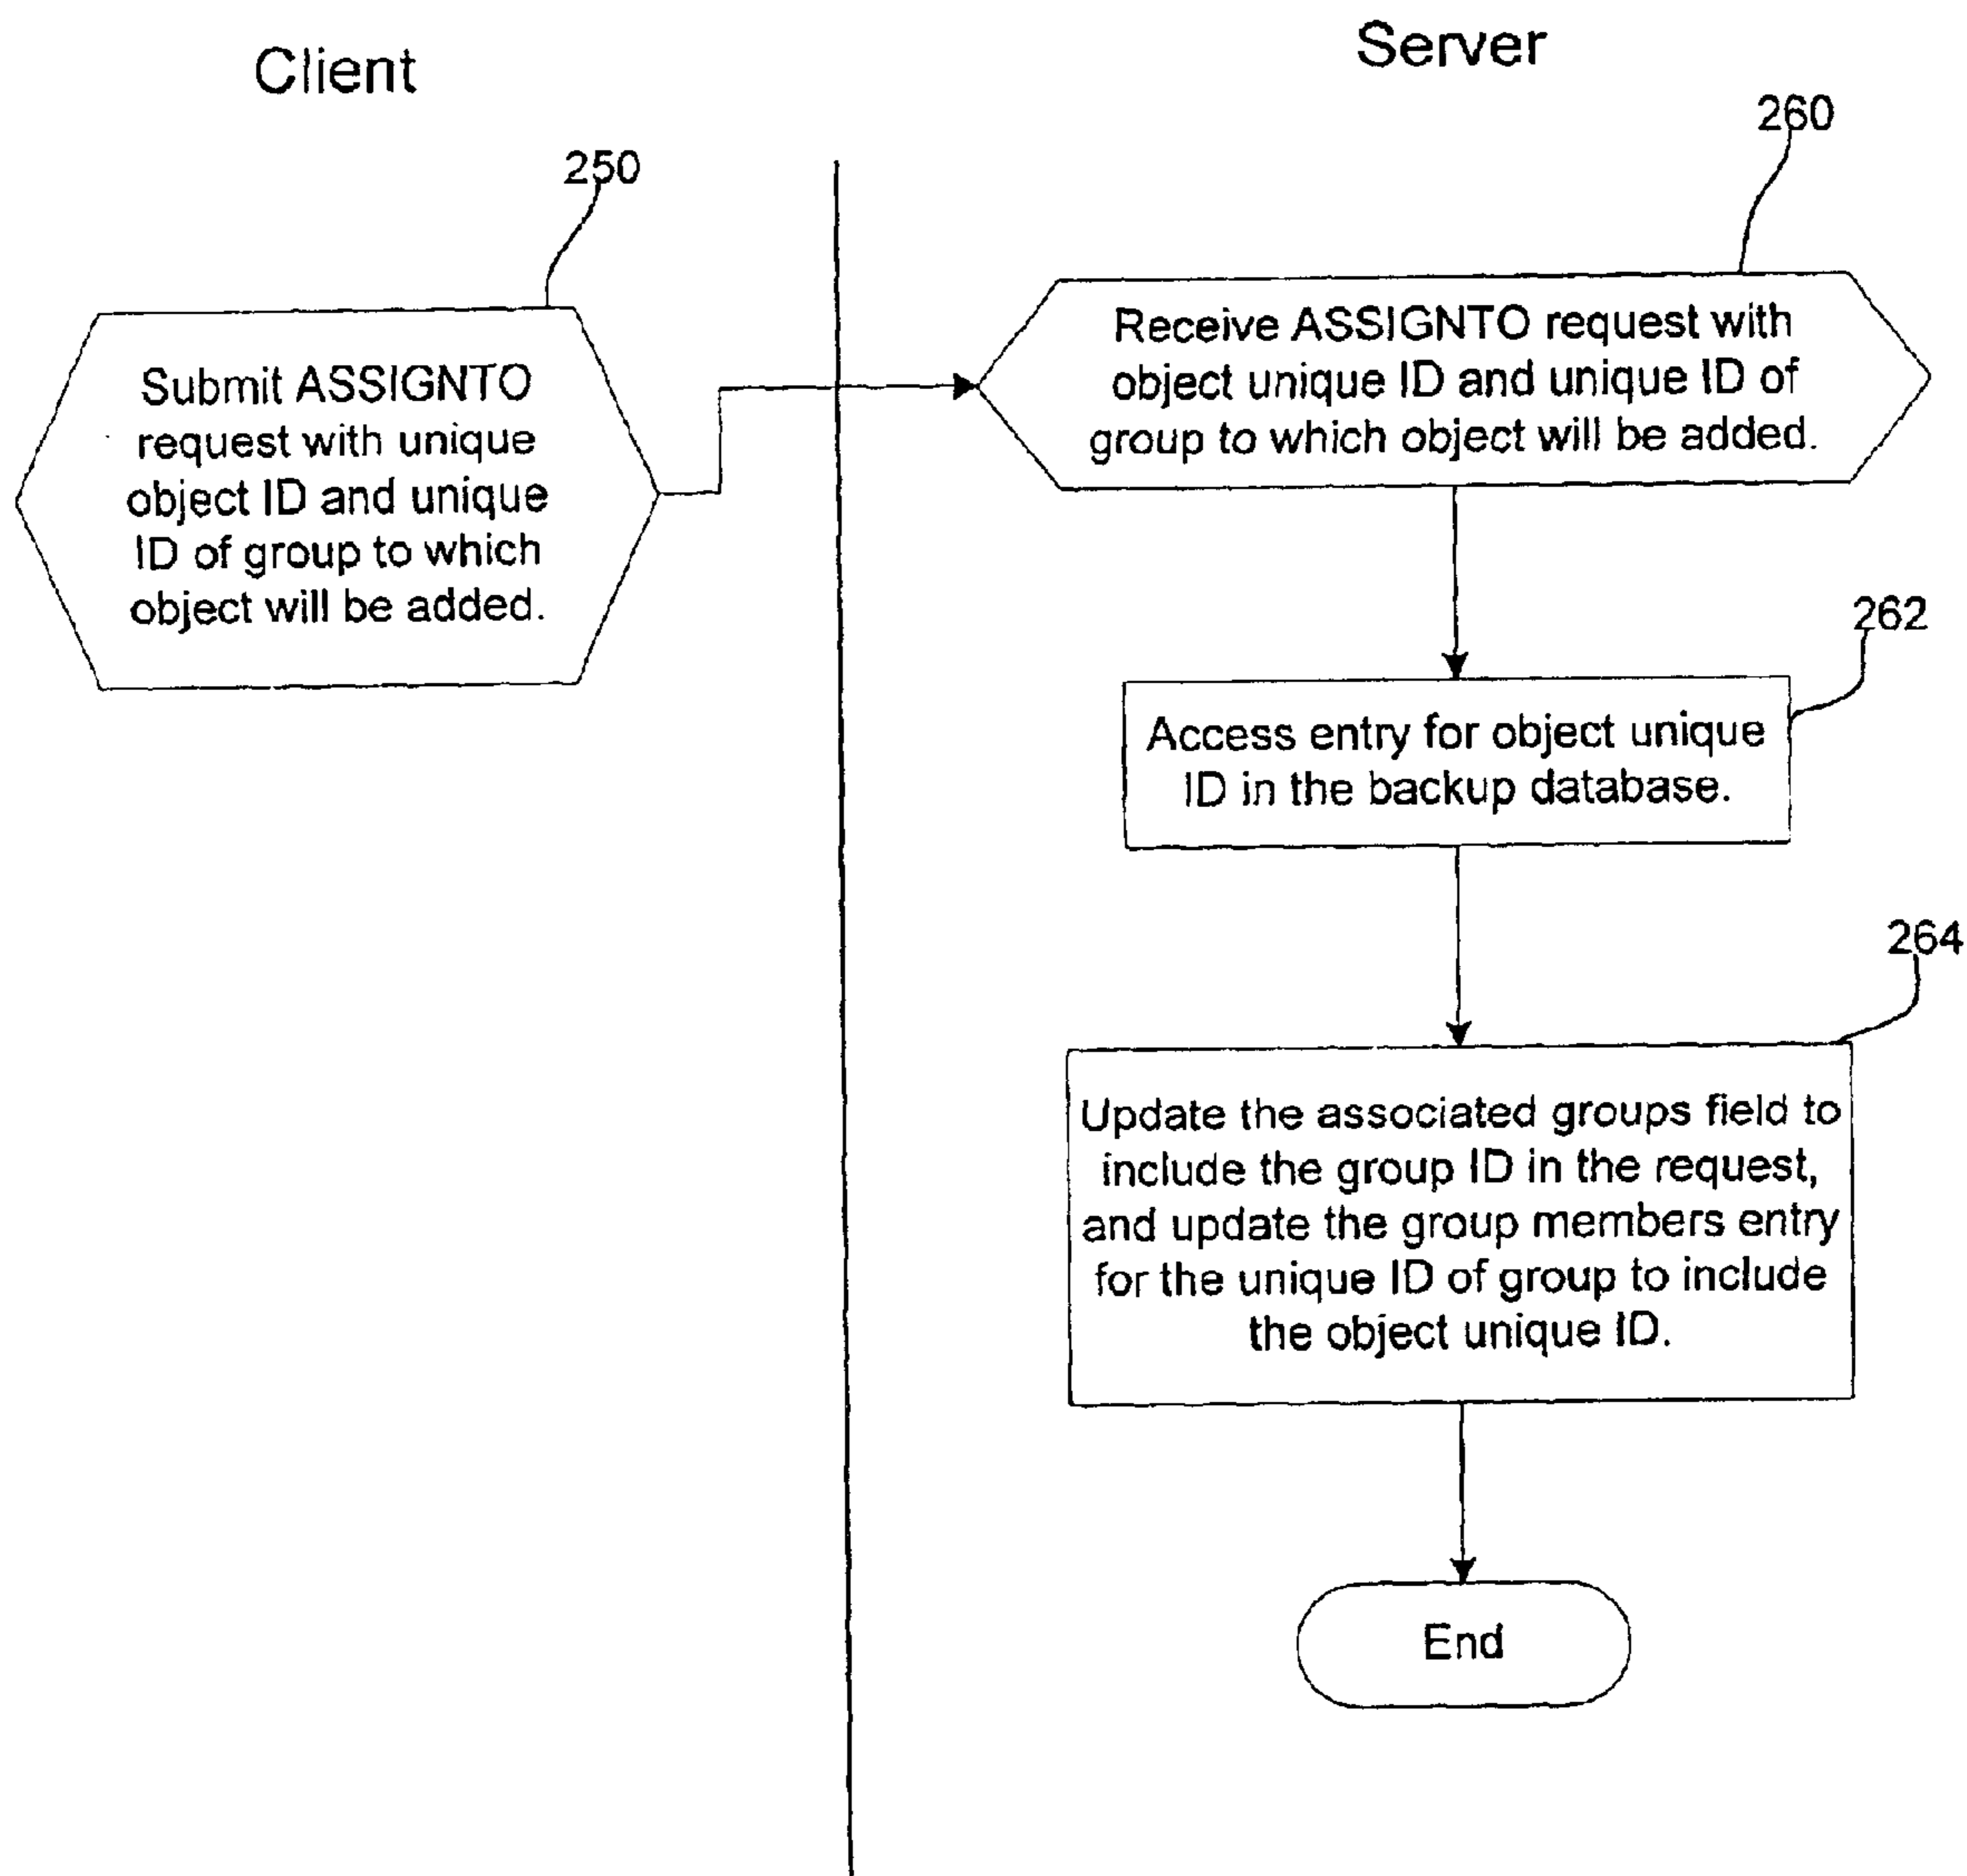 Client
Server
250
260
Submit ASSIGNTO
request with unique
object ID and unique
ID of group to which
object will be added.
Receive ASSIGNTO request with
object unique ID and unique ID of
group to which object will be added.
262
Access entry for object unique
ID in the backup database.
264
Update the associated groups field to
include the group ID in the request,
and update the group members entry
for the unique ID of group to include
the object unique ID.
End